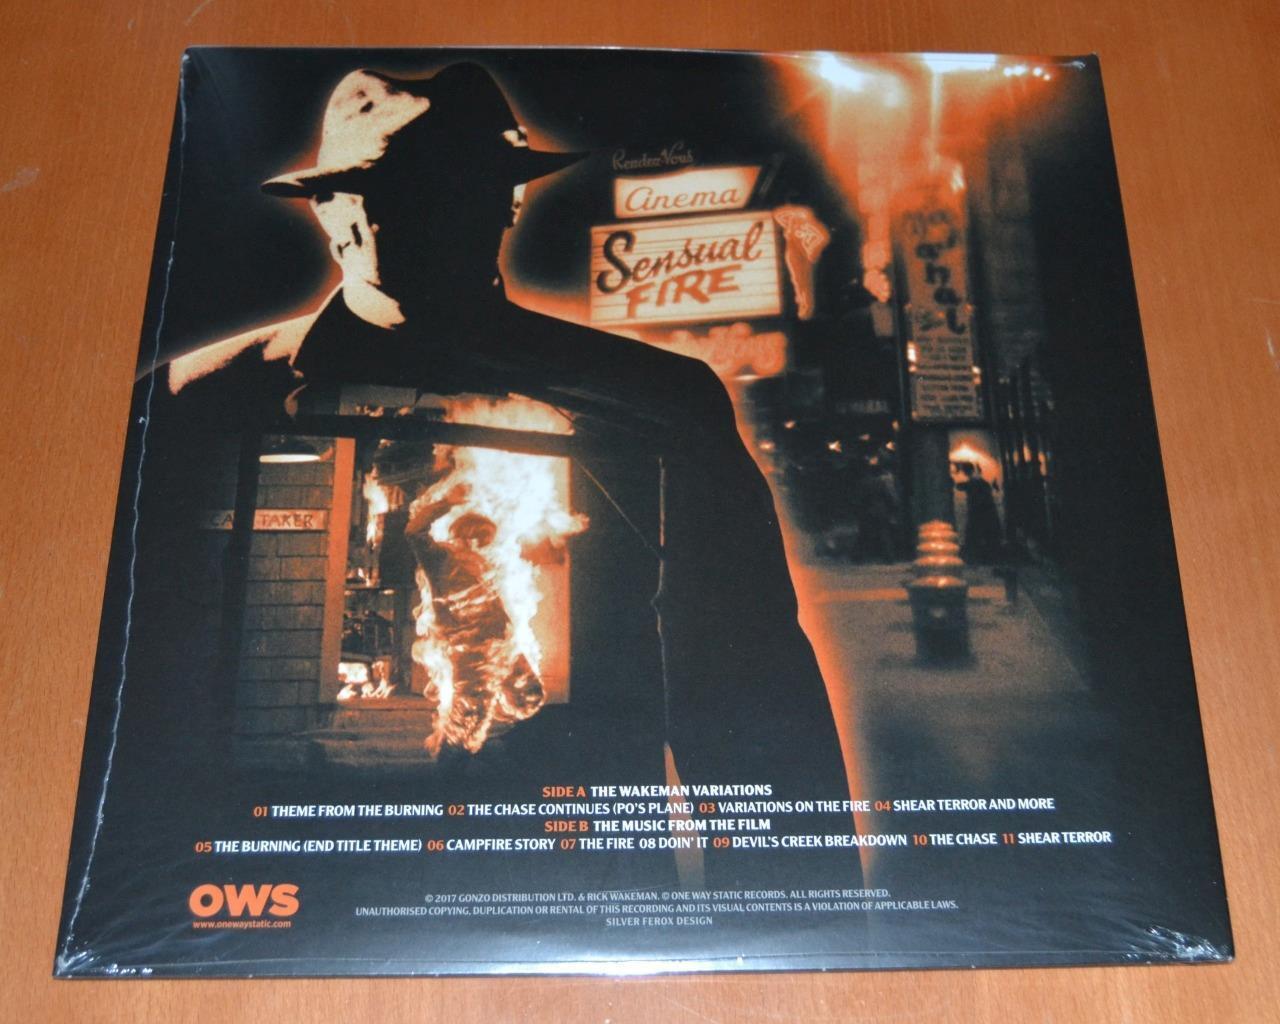 Rendez-Vous
Cinema
Sensual
FIRE
TAKER
SIDE A THE WAKEMAN VARIATIONS
01 THEME FROM THE BURNING 02 THE CHASE CONTINUES (PO'S PLANE) 03 VARIATIONS ON THE FIRE 04 SHEAR TERROR AND MORE
SIDE B THE MUSIC FROM THE FILM
05 THE BURNING (END TITLE THEME) 06 CAMPFIRE STORY 07 THE FIRE 08 DOIN' IT 09 DEVIL'S CREEK BREAKDOWN 10 THE CHASE 11 SHEAR TERROR
OWS
www.onewaystatic.com
© 2017 GONZO DISTRIBUTION LTD. & RICK WAKEMAN. © ONE WAY STATIC RECORDS. ALL RIGHTS RESERVED.
UNAUTHORISED COPYING, DUPLICATION OR RENTAL OF THIS RECORDING AND ITS VISUAL CONTENTS IS A VIOLATION OF APPLICABLE LAWS.
SILVER FEROX DESIGN